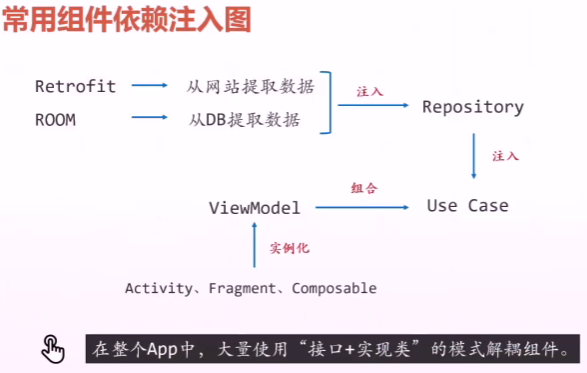 常用组件依赖注入图
Retrofit 从网站提取数据
注入
Repository
ROOM 从DB提取数据
注入
组合
ViewModel Use Case
实例化
Activity、Fragment、Composable
在整个App中，大量使用“接口+实现类”的模式解耦组件。